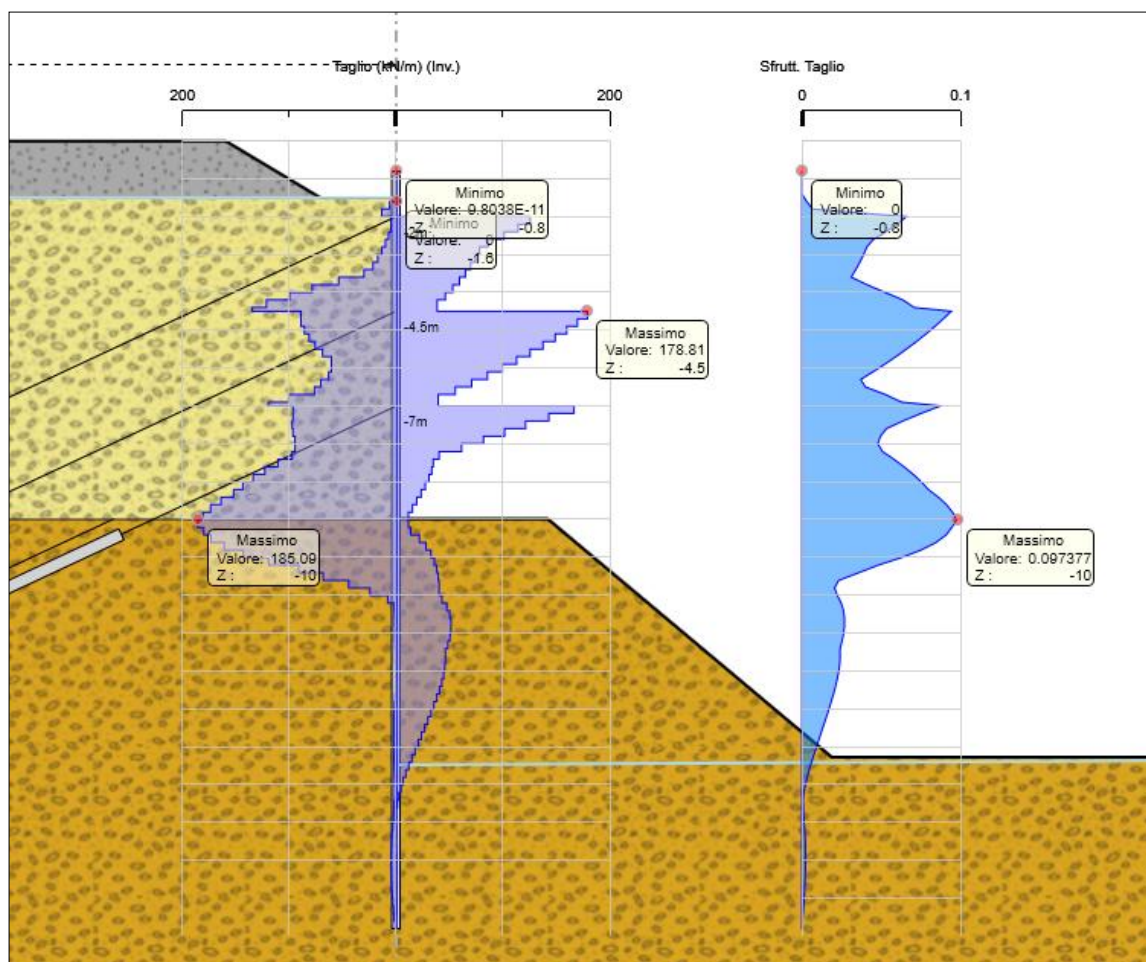 Taglio (kN/m) (Inv.)
Sfrutt. Taglio
200
200
0
0.1
Minimo
Valore: 9.8038E-11
Z : -0.8
Minimo
Valore: 0
Z : -1.6
-2m
Minimo
Valore: 0
Z : -0.8
-4.5m
Massimo
Valore: 178.81
Z : -4.5
-7m
Massimo
Valore: 185.09
Z : -10
Massimo
Valore: 0.097377
Z : -10